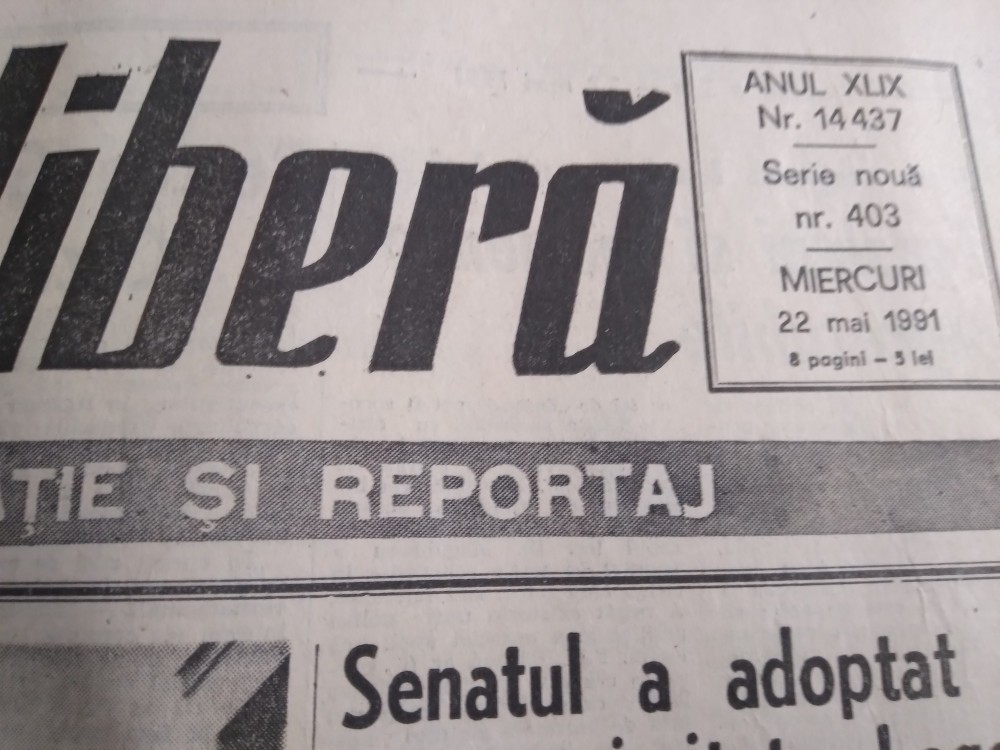 liberă
ANUL XLIX
Nr. 14437
Serie nouă
nr. 403
MIERCURI
22 mai 1991
8 pagini – 5 lei
AȚIE ȘI REPORTAJ
Senatul a adoptat